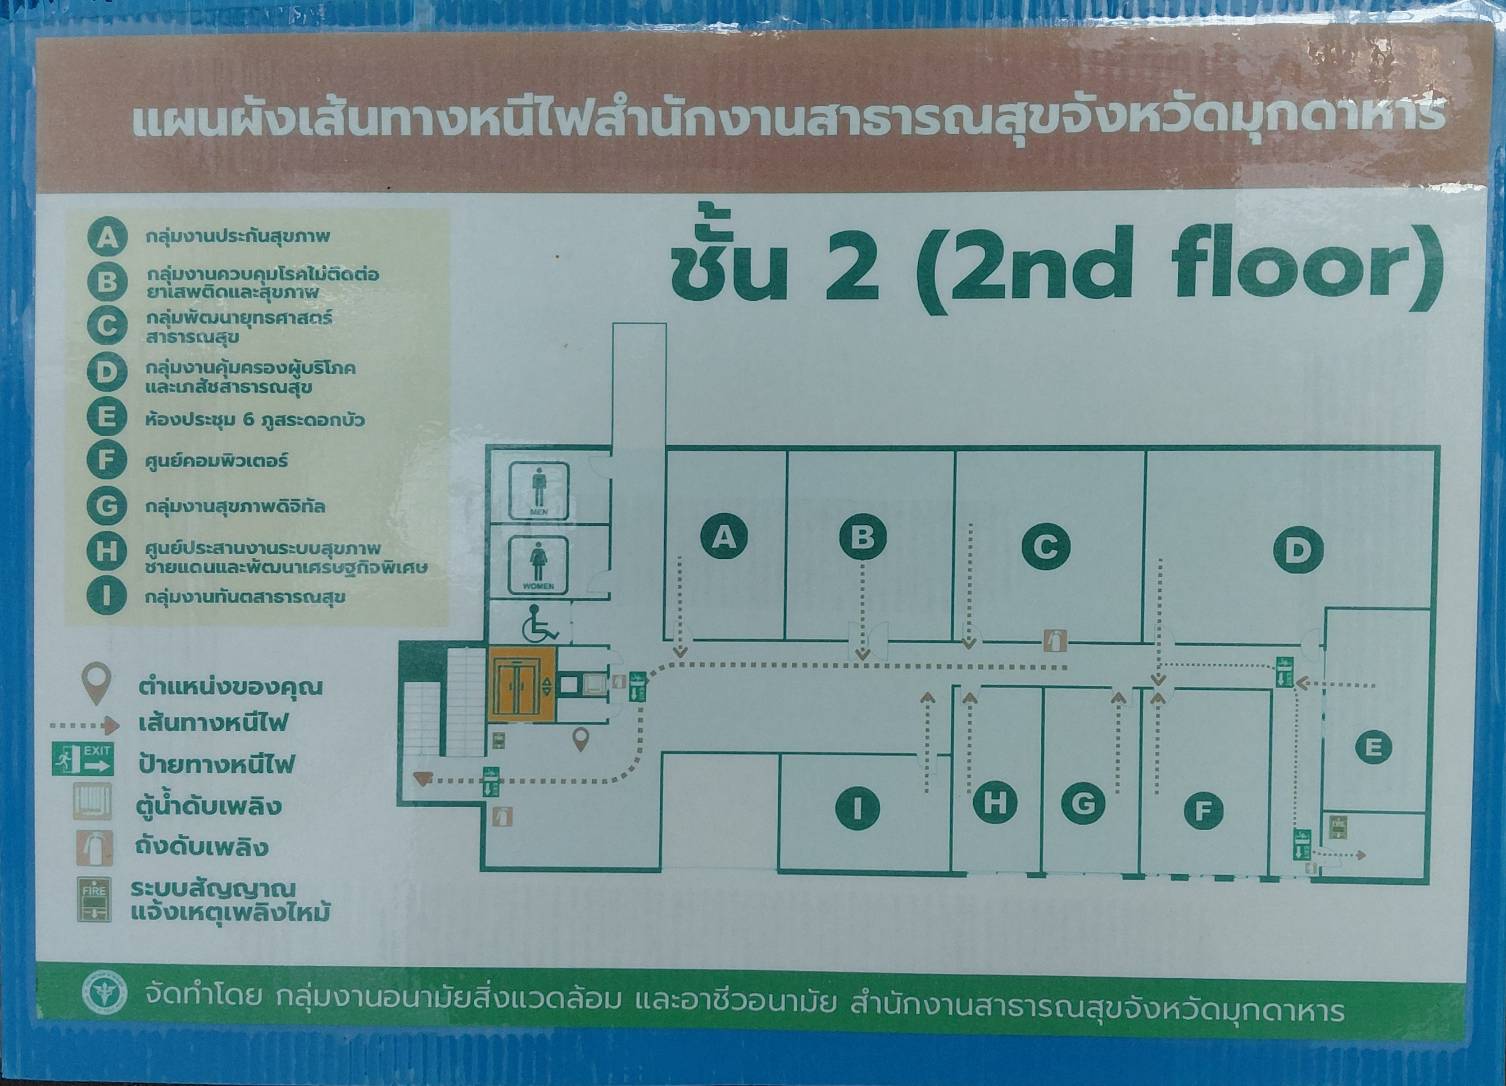 แผนผังเส้นทางหนีไฟสำนักงานสาธารณสุขจังหวัดมุกดาหาร
ชั้น 2 (2nd floor)
A กลุ่มงานประกันสุขภาพ
B กลุ่มงานควบคุมโรคไม่ติดต่อ
ยาเสพติดและสุขภาพ
C กลุ่มพัฒนายุทธศาสตร์
สาธารณสุข
D กลุ่มงานคุ้มครองผู้บริโภค
และเภสัชสาธารณสุข
E ห้องประชุม 6 ภูสระดอกบัว
F ศูนย์คอมพิวเตอร์
G กลุ่มงานสุขภาพดิจิทัล
H ศูนย์ประสานงานระบบสุขภาพ
ชายแดนและพัฒนาเศรษฐกิจพิเศษ
I กลุ่มงานทันตสาธารณสุข
ตำแหน่งของคุณ
เส้นทางหนีไฟ
EXIT ป้ายทางหนีไฟ
ตู้น้ำดับเพลิง
ถังดับเพลิง
FIRE ระบบสัญญาณ
แจ้งเหตุเพลิงไหม้
MEN
WOMEN
A
B
C
D
E
I
H
G
F
FIRE
จัดทำโดย กลุ่มงานอนามัยสิ่งแวดล้อม และอาชีวอนามัย สำนักงานสาธารณสุขจังหวัดมุกดาหาร